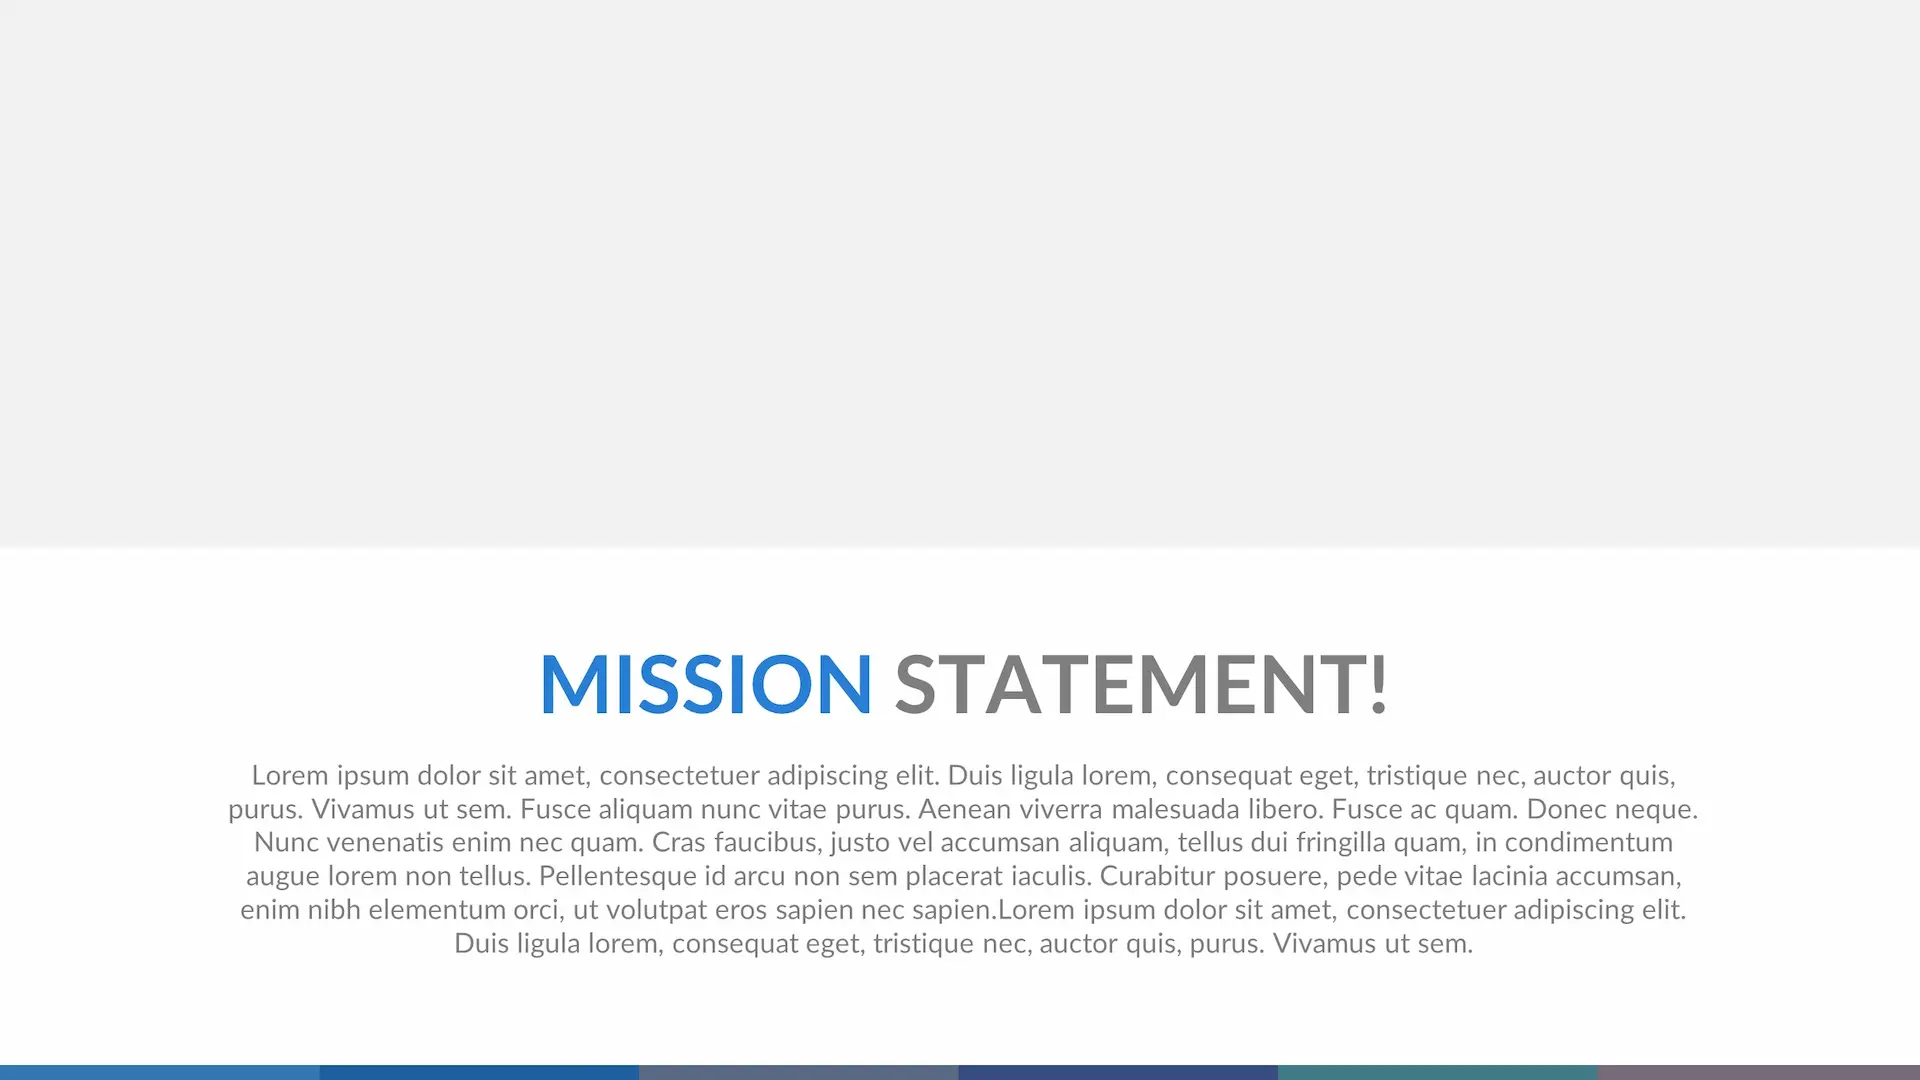 MISSION STATEMENT!
Lorem ipsum dolor sit amet, consectetuer adipiscing elit. Duis ligula lorem, consequat eget, tristique nec, auctor quis,
purus. Vivamus ut sem. Fusce aliquam nunc vitae purus. Aenean viverra malesuada libero. Fusce ac quam. Donec neque.
Nunc venenatis enim nec quam. Cras faucibus, justo vel accumsan aliquam, tellus dui fringilla quam, in condimentum
augue lorem non tellus. Pellentesque id arcu non sem placerat iaculis. Curabitur posuere, pede vitae lacinia accumsan,
enim nibh elementum orci, ut volutpat eros sapien nec sapien.Lorem ipsum dolor sit amet, consectetuer adipiscing elit.
Duis ligula lorem, consequat eget, tristique nec, auctor quis, purus. Vivamus ut sem.